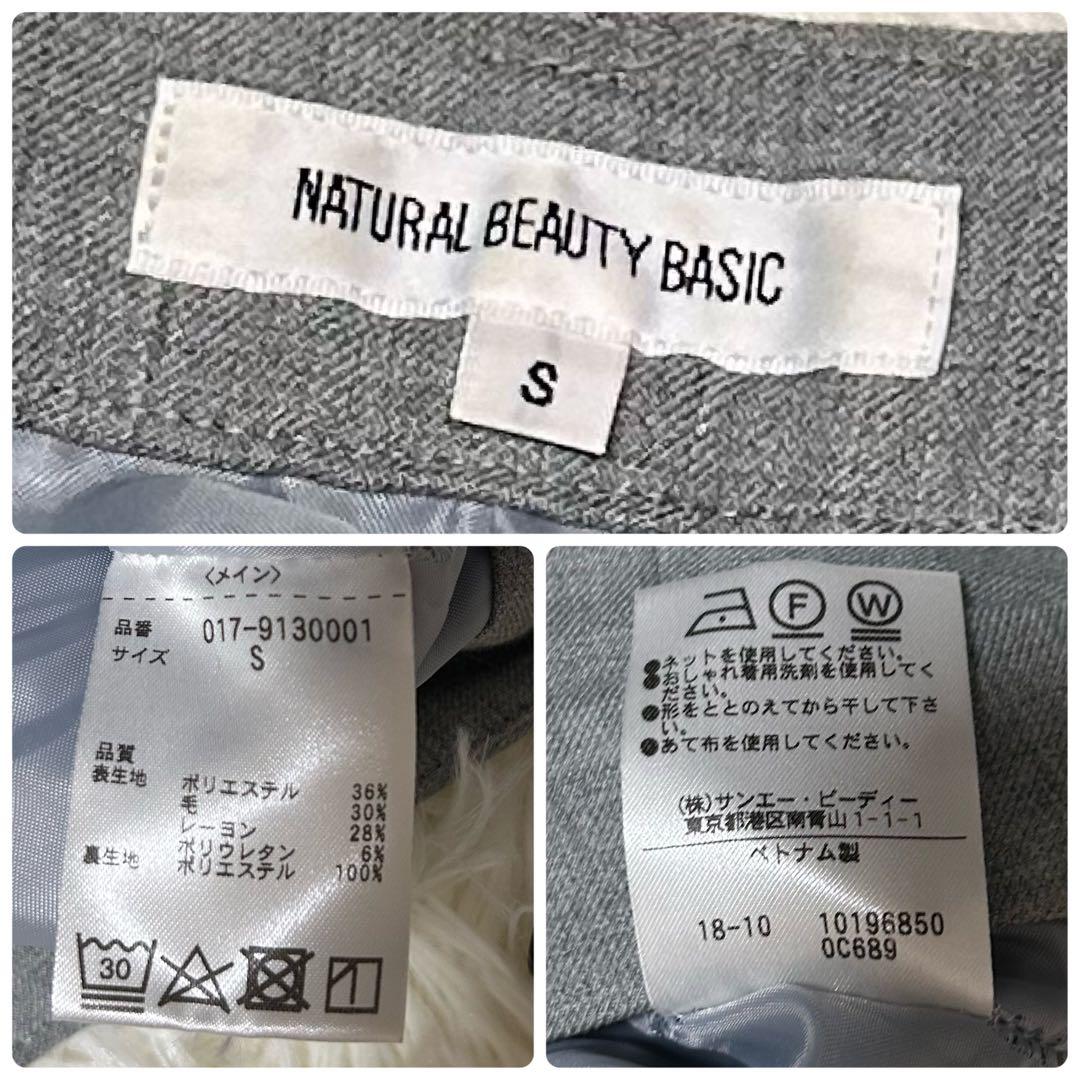 NATURAL BEAUTY BASIC
S
〈メイン〉
品番 017-9130001
サイズ S
品質
表生地 ポリエステル 36%
毛 30%
レーヨン 28%
ポリウレタン 6%
裏生地 ポリエステル 100%
30
F W
●ネットを使用してください。
●おしゃれ着用洗剤を使用してく
ださい。
●形をととのえてから干して下さ
い。
●あて布を使用してください。
(株)サンエー・ビーディー
東京都港区南青山1-1-1
ベトナム製
18-10 10196850
0C689